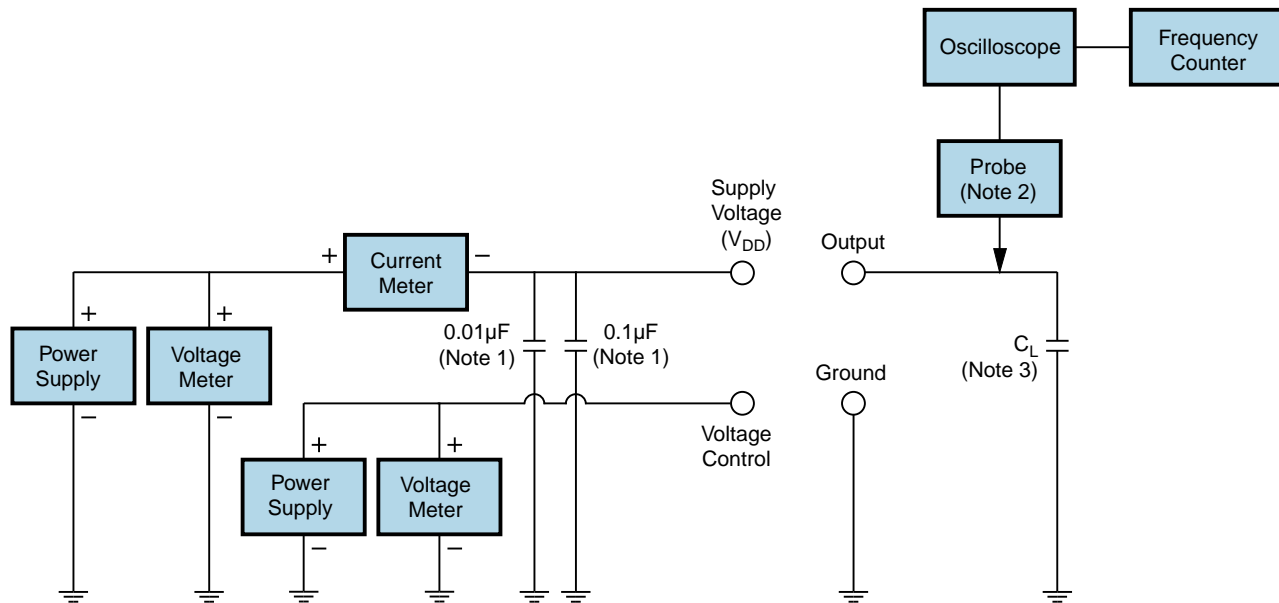 Oscilloscope
Frequency
Counter
Probe
(Note 2)
Supply
Voltage
(VDD)
Output
+
Current
Meter
−
+
Power
Supply
−
+
Voltage
Meter
−
0.01µF
(Note 1)
0.1µF
(Note 1)
CL
(Note 3)
Ground
Voltage
Control
+
Power
Supply
−
+
Voltage
Meter
−